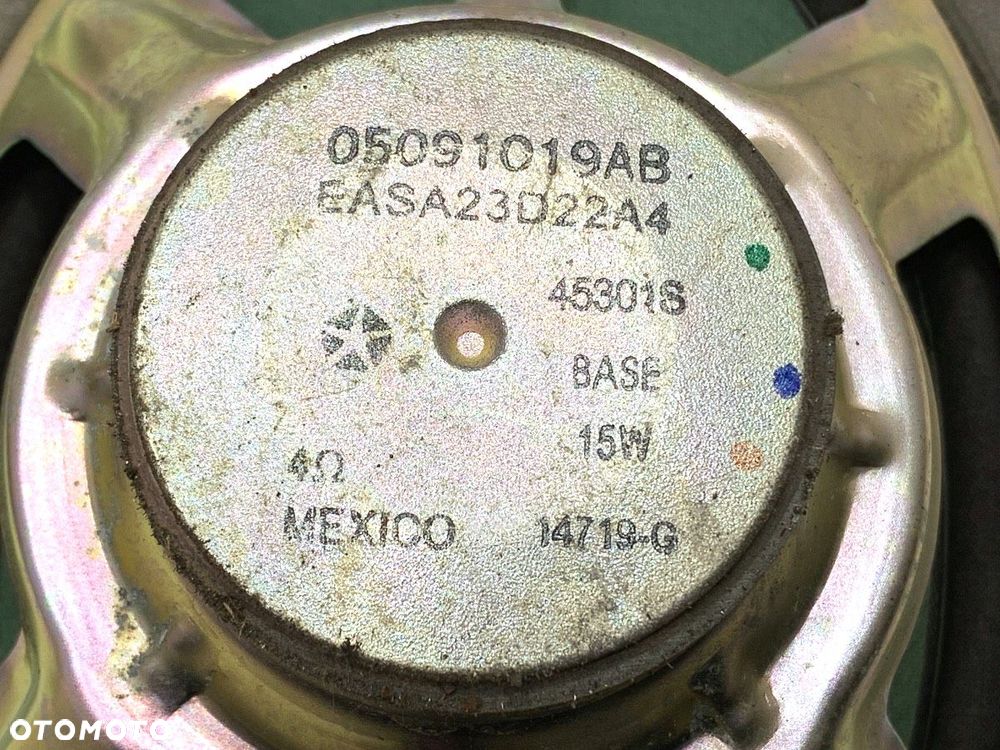 05091019AB
EASA23D22A4
45301S
BASE
15W
4Ω
MEXICO 14719-G
OTOMOTO